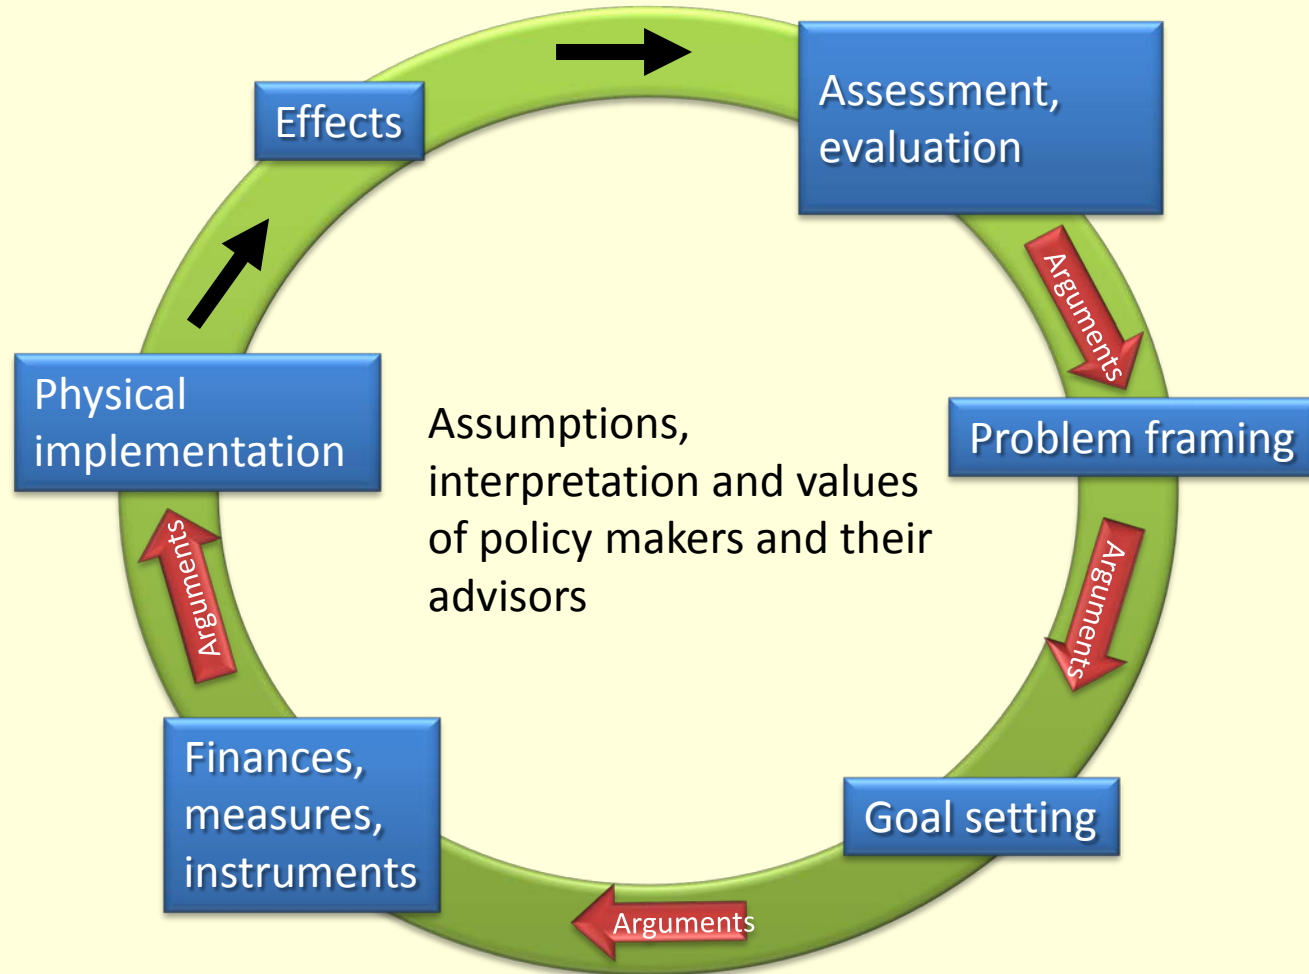 Effects
Assessment,
evaluation
Arguments
Problem framing
Arguments
Goal setting
Arguments
Finances,
measures,
instruments
Arguments
Physical
implementation
Assumptions,
interpretation and values
of policy makers and their
advisors